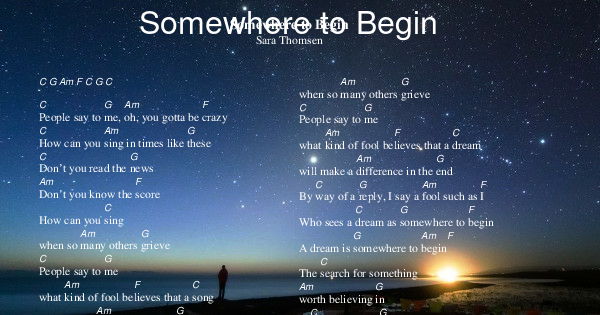 Somewhere to Begin
Somewhere to Begin
Sara Thomsen
C G Am F C G C
C G Am F
People say to me, oh, you gotta be crazy
C Am G
How can you sing in times like these
C G
Don't you read the news
Am F
Don't you know the score
C
How can you sing
Am G
when so many others grieve
C G
People say to me
Am F C
what kind of fool believes that a song
Am G
Am G
when so many others grieve
C G
People say to me
Am F C
what kind of fool believes that a dream
Am G
will make a difference in the end
C G Am F
By way of a reply, I say a fool such as I
C G F
Who sees a dream as somewhere to begin
G Am F
A dream is somewhere to begin
C
The search for something
Am G
worth believing in
G G